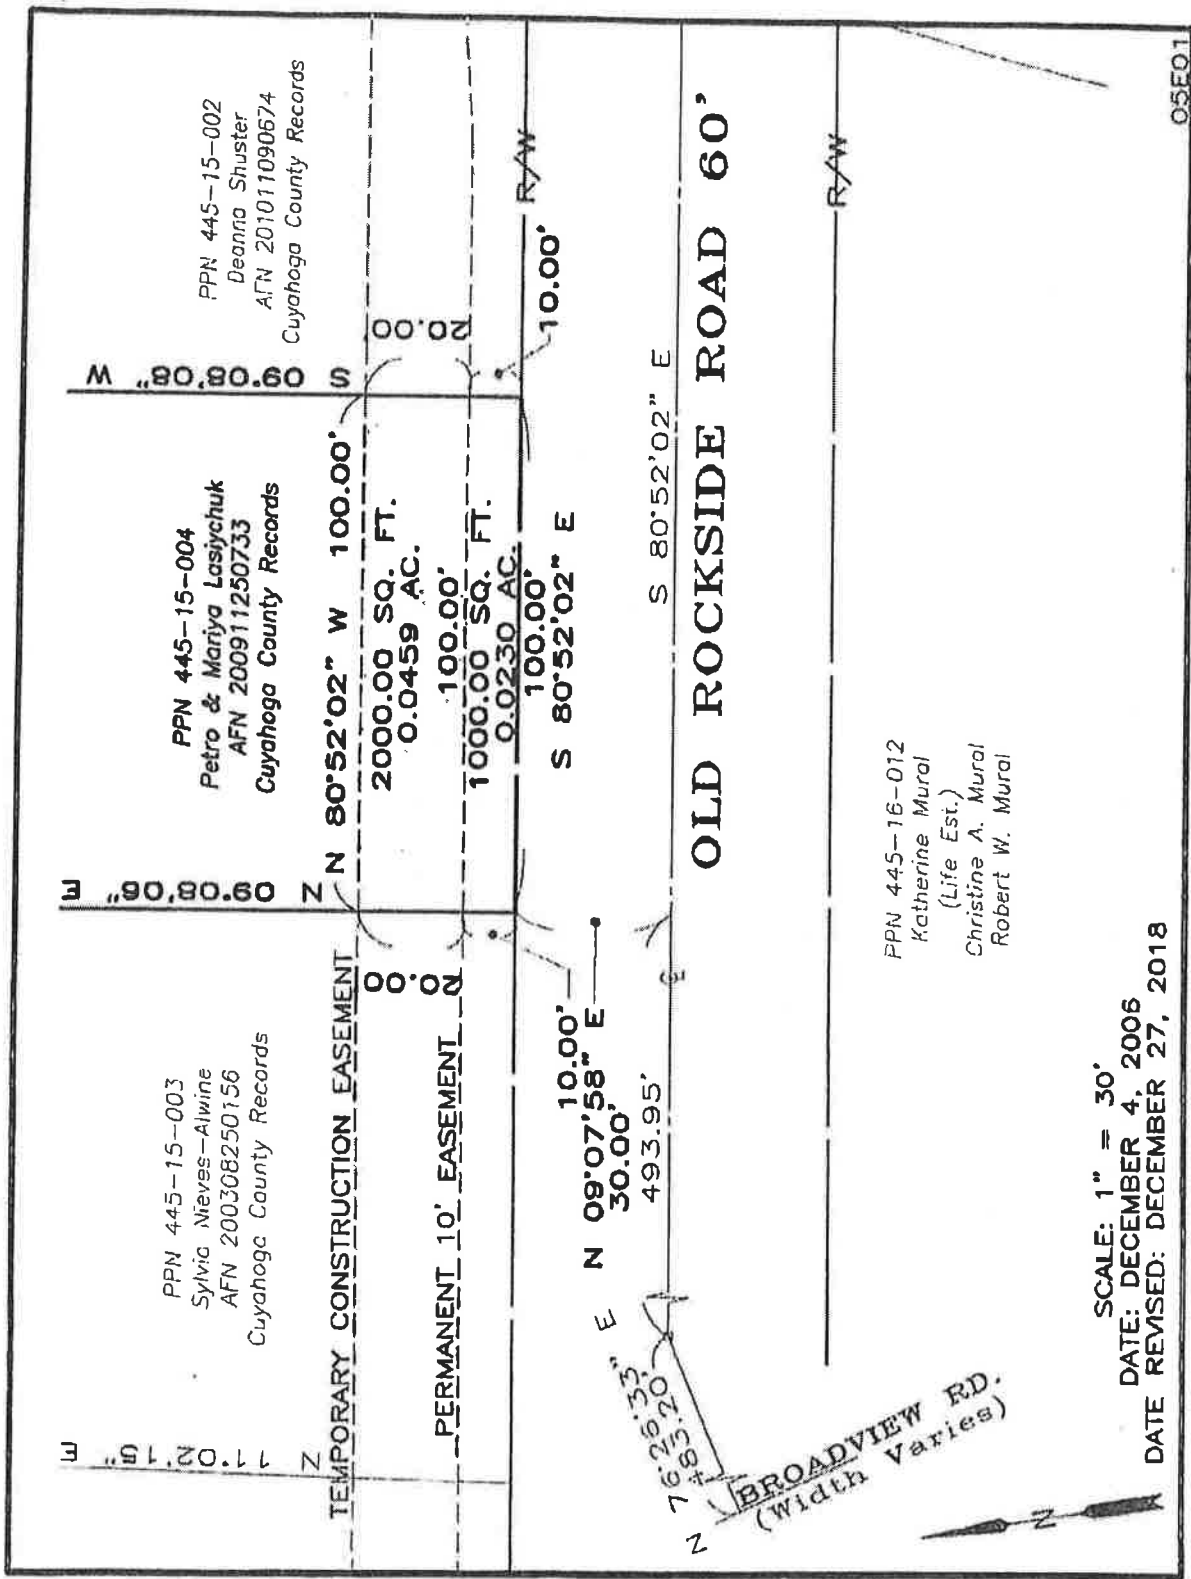 PPN 445-15-003
Sylvia Nieves-Alwine
AFN 200308250156
Cuyahoga County Records
PPN 445-15-004
Petro & Mariya Lasiychuk
AFN 200911250733
Cuyahoga County Records
PPN 445-15-002
Deanna Shuster
AFN 201011090674
Cuyahoga County Records
N 11°02'15" E
N 09°08'06" E
S 09°08'08" W
TEMPORARY CONSTRUCTION EASEMENT
N 80°52'02" W 100.00'
20.00
2000.00 SQ. FT.
0.0459 AC.
20.00
PERMANENT 10' EASEMENT
100.00'
1000.00 SQ. FT.
0.0230 AC.
100.00'
S 80°52'02" E
10.00'
10.00'
R/W
N 09°07'58" E
30.00'
493.95'
S 80°52'02" E
N 76°26'33" E
483.20'
OLD ROCKSIDE ROAD 60'
BROADVIEW RD.
(Width Varies)
R/W
PPN 445-16-012
Katherine Mural
(Life Est.)
Christine A. Mural
Robert W. Mural
N
SCALE: 1" = 30'
DATE: DECEMBER 4, 2006
DATE REVISED: DECEMBER 27, 2018
05E01